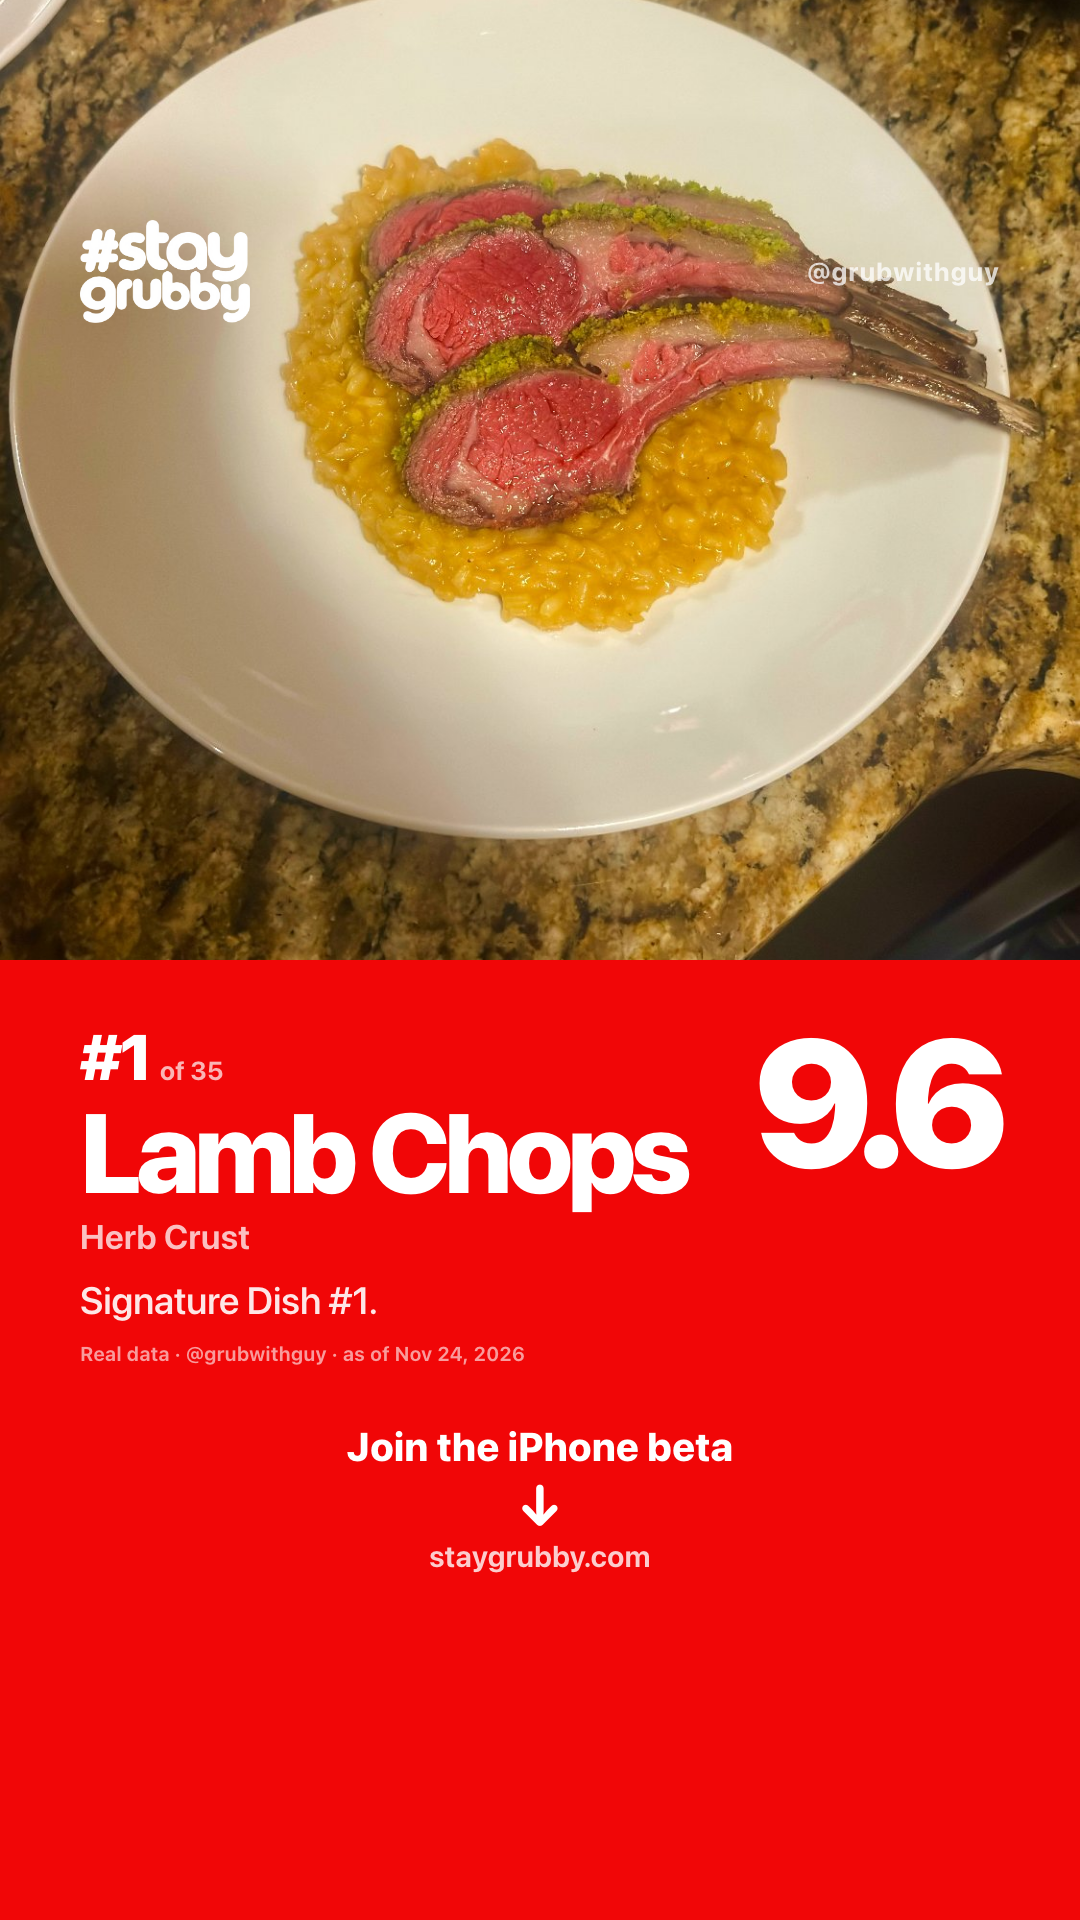 #stay
grubby
@grubwithguy
#1 of 35
9.6
Lamb Chops
Herb Crust
Signature Dish #1.
Real data · @grubwithguy · as of Nov 24, 2026
Join the iPhone beta
↓
staygrubby.com